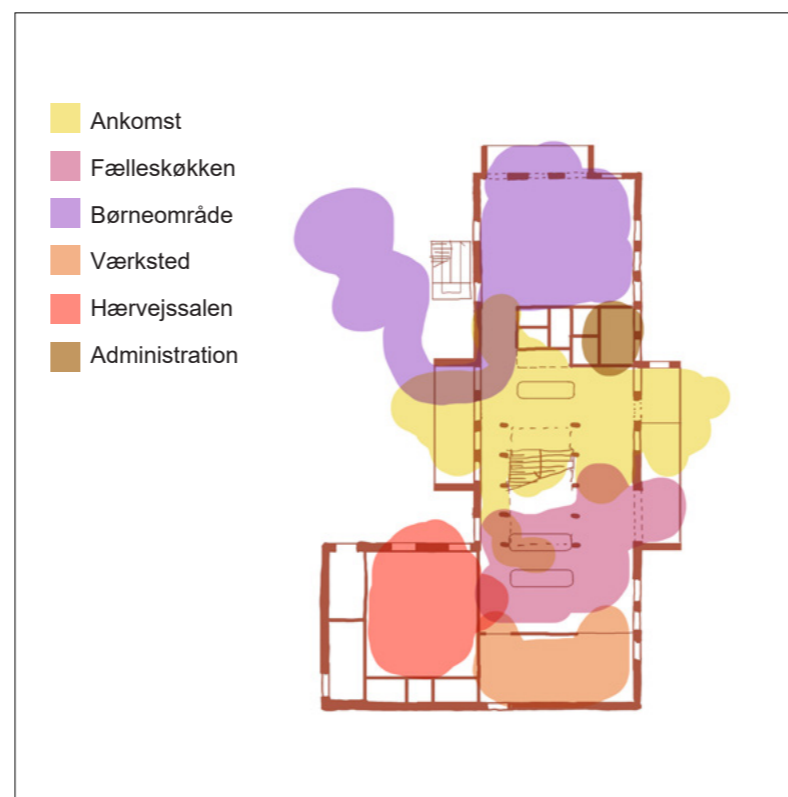 Ankomst
Fælleskøkken
Børneområde
Værksted
Hærvejssalen
Administration